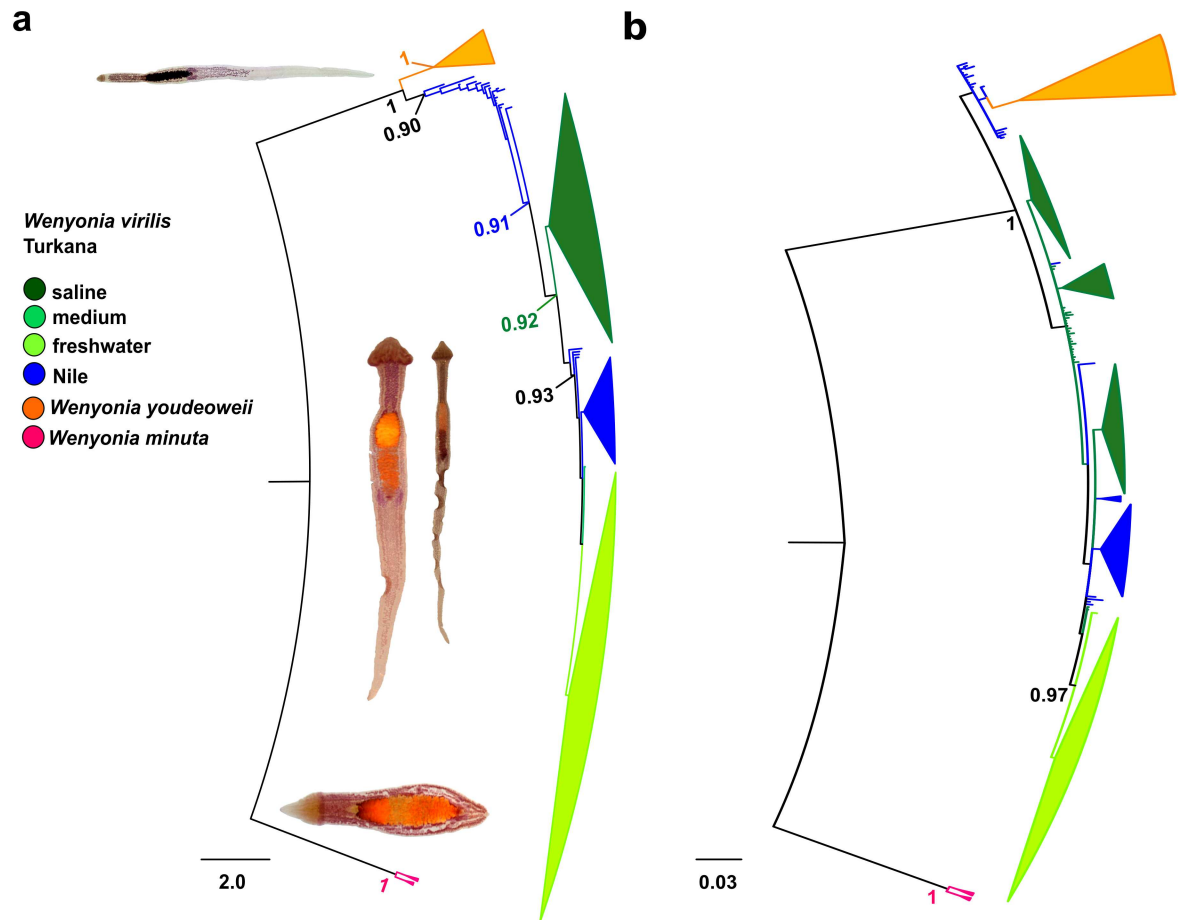 a
b
1
1
0.90
0.91
Wenyonia virilis
Turkana
saline
medium
freshwater
Nile
Wenyonia youdeoweii
Wenyonia minuta
0.92
0.93
2.0
1
1
0.97
0.03
1